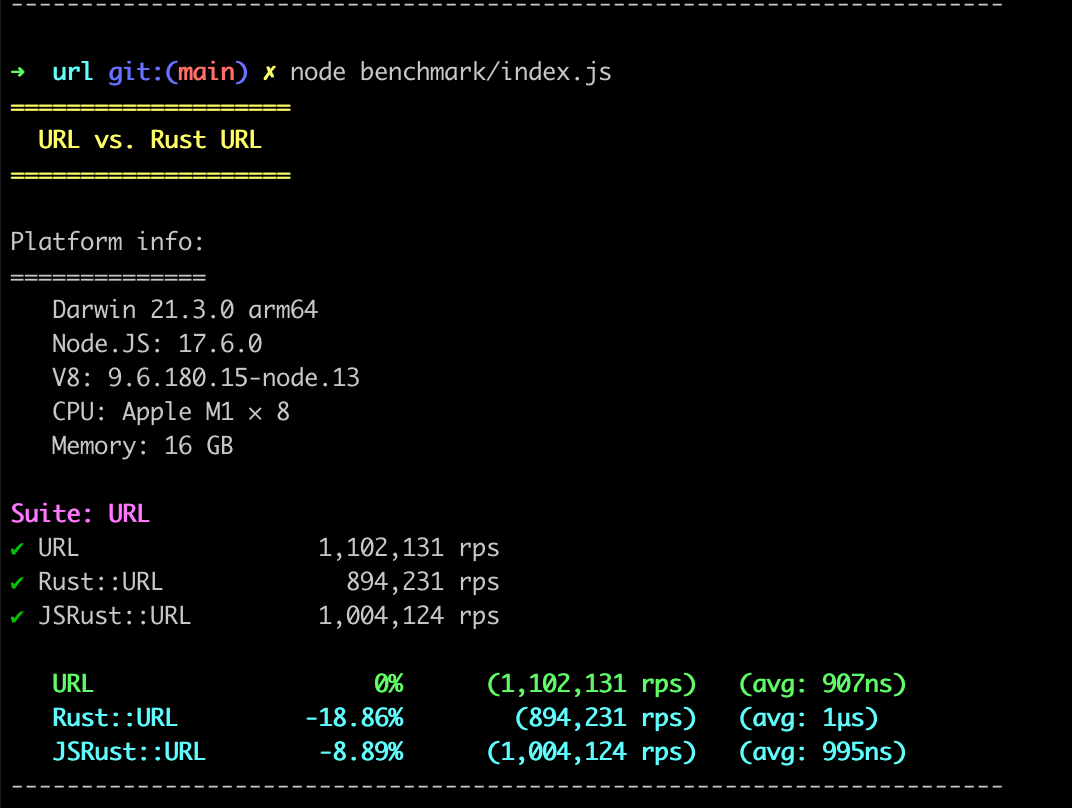 -----------------------------------------------------------------------
➜  url git:(main) ✗ node benchmark/index.js
====================
  URL vs. Rust URL
====================
Platform info:
==============
   Darwin 21.3.0 arm64
   Node.JS: 17.6.0
   V8: 9.6.180.15-node.13
   CPU: Apple M1 × 8
   Memory: 16 GB
Suite: URL
✔ URL                 1,102,131 rps
✔ Rust::URL             894,231 rps
✔ JSRust::URL         1,004,124 rps
   URL                    0%      (1,102,131 rps)   (avg: 907ns)
   Rust::URL         -18.86%        (894,231 rps)   (avg: 1μs)
   JSRust::URL        -8.89%      (1,004,124 rps)   (avg: 995ns)
-----------------------------------------------------------------------